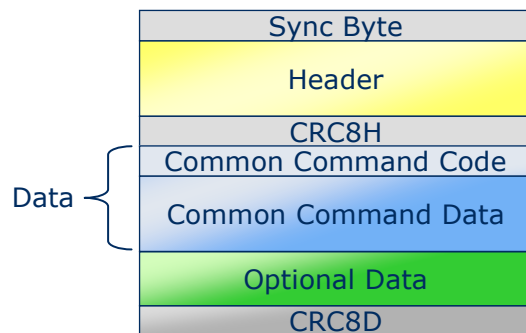 Sync Byte
Header
CRC8H
Common Command Code
Data
Common Command Data
Optional Data
CRC8D